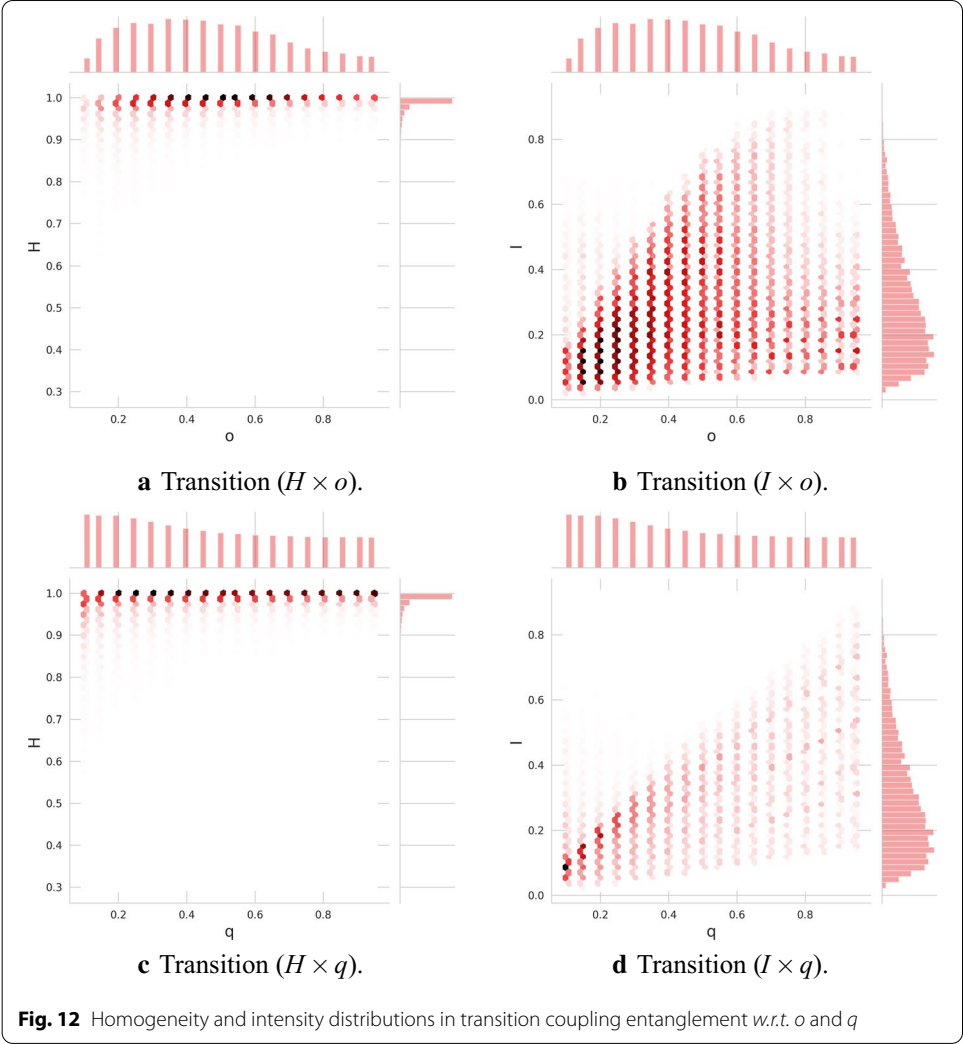 1.0
0.9
0.8
0.7
0.6
0.5
0.4
0.3
H
0.2 0.4 0.6 0.8
o
a Transition (H × o).
0.8
0.6
0.4
0.2
0.0
I
0.2 0.4 0.6 0.8
o
b Transition (I × o).
1.0
0.9
0.8
0.7
0.6
0.5
0.4
0.3
H
0.2 0.4 0.6 0.8
q
c Transition (H × q).
0.8
0.6
0.4
0.2
0.0
I
0.2 0.4 0.6 0.8
q
d Transition (I × q).
Fig. 12 Homogeneity and intensity distributions in transition coupling entanglement w.r.t. o and q